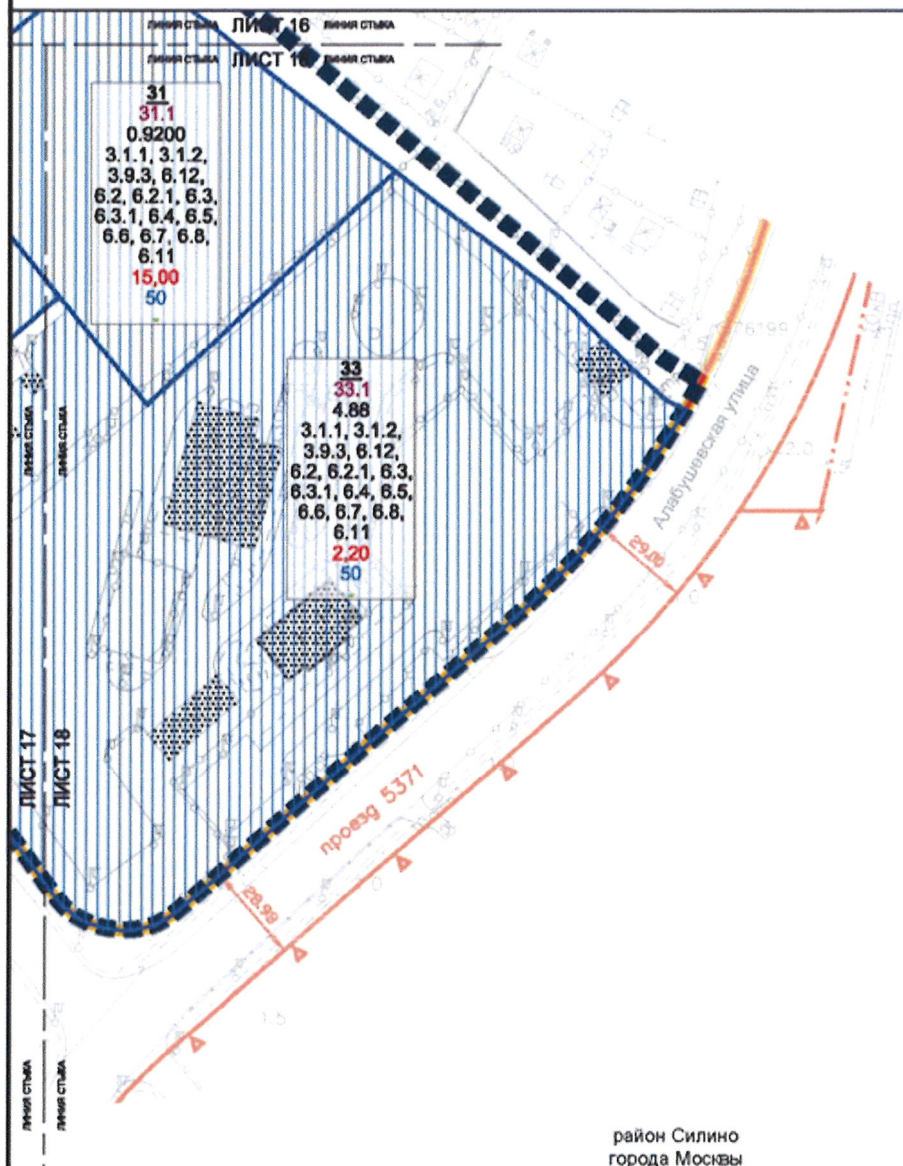 ЛИНИЯ СТЫКА ЛИСТ 16 ЛИНИЯ СТЫКА
ЛИНИЯ СТЫКА ЛИСТ 18 ЛИНИЯ СТЫКА
31
31.1
0.9200
3.1.1, 3.1.2,
3.9.3, 6.12,
6.2, 6.2.1, 6.3,
6.3.1, 6.4, 6.5,
6.6, 6.7, 6.8,
6.11
15,00
50
33
33.1
4.88
3.1.1, 3.1.2,
3.9.3, 6.12,
6.2, 6.2.1, 6.3,
6.3.1, 6.4, 6.5,
6.6, 6.7, 6.8,
6.11
2,20
50
ЛИНИЯ СТЫКА
ЛИНИЯ СТЫКА
Алабушевская улица
29.00
проезд 5371
28.99
ЛИСТ 17
ЛИСТ 18
ЛИНИЯ СТЫКА
ЛИНИЯ СТЫКА
район Силино
города Москвы